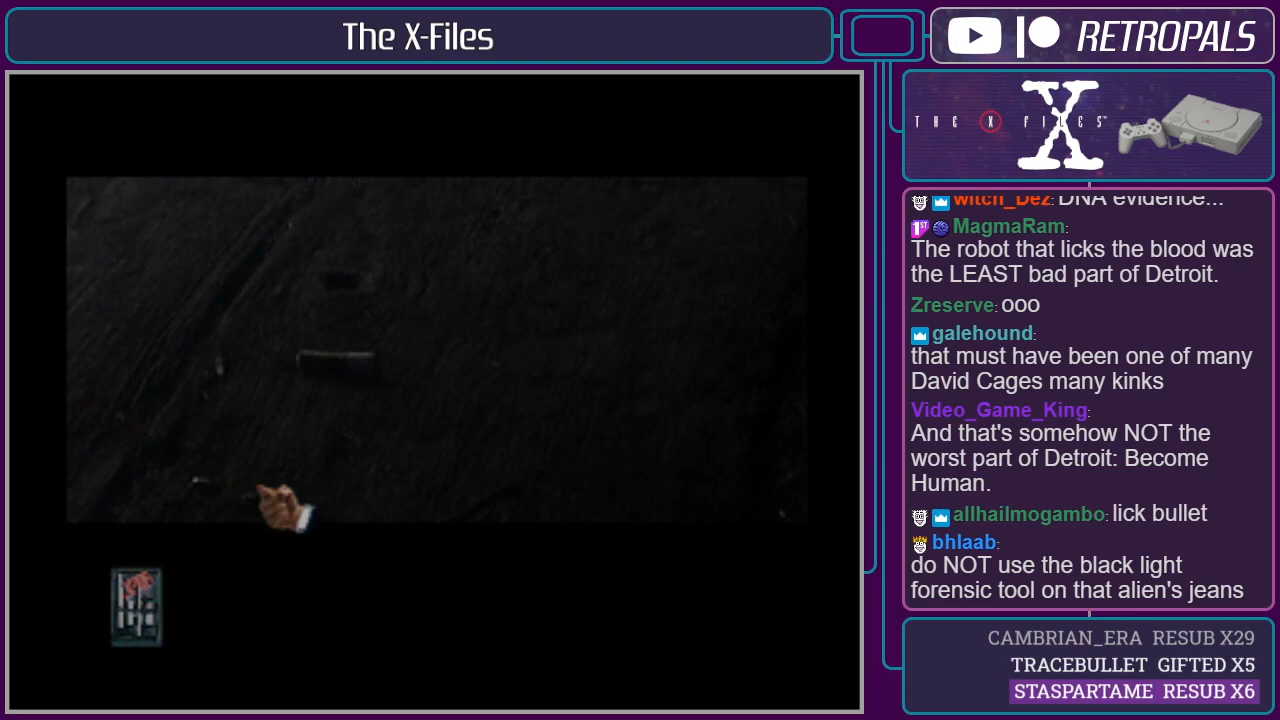 The X-Files
RETROPALS
THE X FILES™
witch_Dez: DNA evidence...
1ST MagmaRam:
The robot that licks the blood was
the LEAST bad part of Detroit.
Zreserve: ooo
galehound:
that must have been one of many
David Cages many kinks
Video_Game_King:
And that's somehow NOT the
worst part of Detroit: Become
Human.
allhailmogambo: lick bullet
bhlaab:
do NOT use the black light
forensic tool on that alien's jeans
CAMBRIAN_ERA RESUB X29
TRACEBULLET GIFTED X5
STASPARTAME RESUB X6